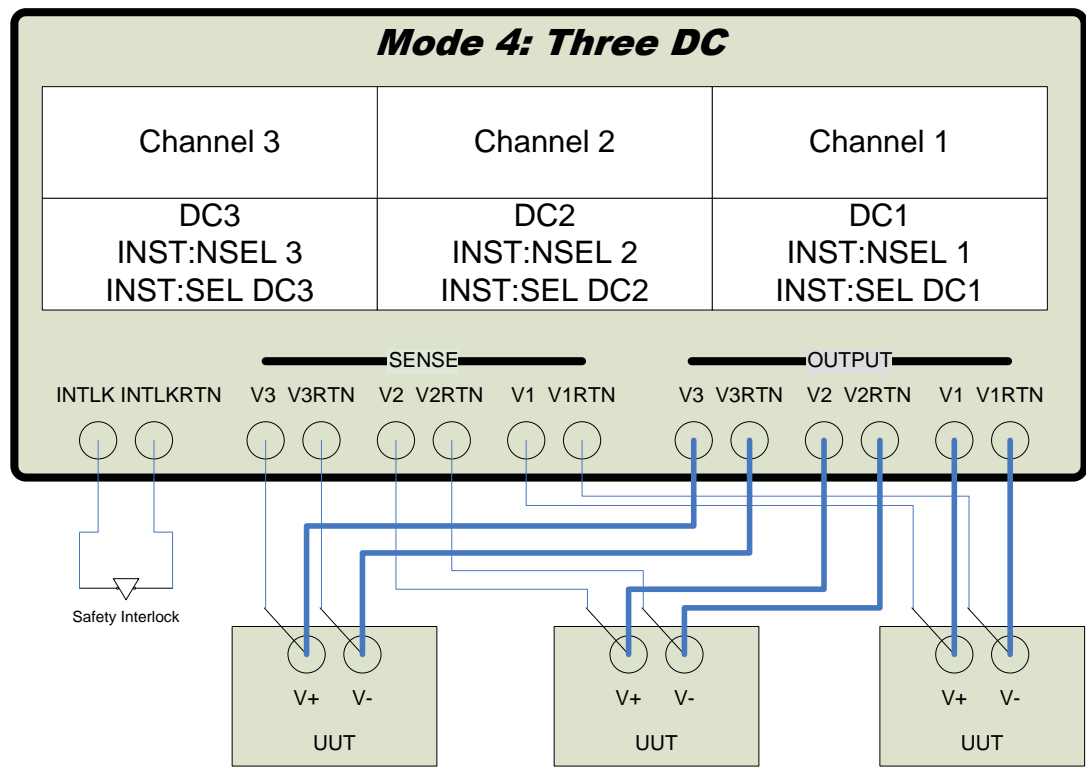 Mode 4: Three DC
Channel 3 Channel 2 Channel 1
DC3 DC2 DC1
INST:NSEL 3 INST:NSEL 2 INST:NSEL 1
INST:SEL DC3 INST:SEL DC2 INST:SEL DC1
SENSE OUTPUT
INTLK INTLKRTN V3 V3RTN V2 V2RTN V1 V1RTN V3 V3RTN V2 V2RTN V1 V1RTN
Safety Interlock
V+ V- V+ V- V+ V-
UUT UUT UUT